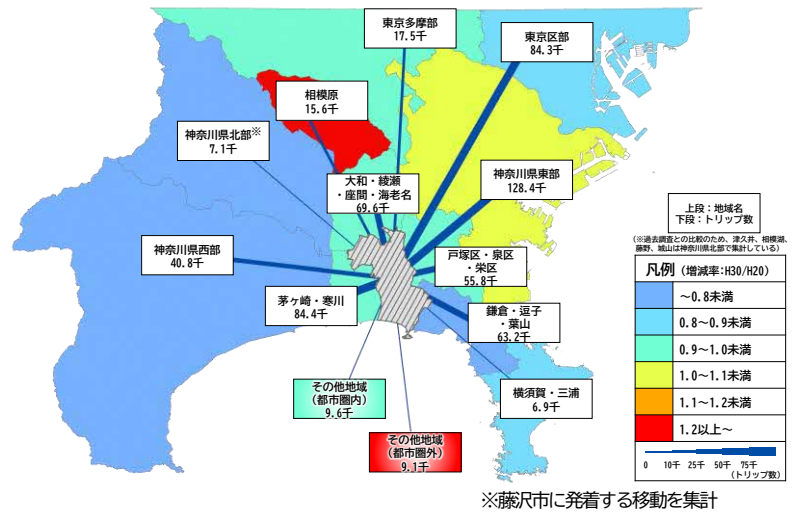 東京多摩部
17.5千
東京区部
84.3千
相模原
15.6千
神奈川県北部※
7.1千
大和・綾瀬
・座間・海老名
69.6千
神奈川県東部
128.4千
上段：地域名
下段：トリップ数
(※過去調査との比較のため、津久井、相模湖、
藤野、城山は神奈川県北部で集計している)
神奈川県西部
40.8千
戸塚区・泉区
・栄区
55.8千
茅ヶ崎・寒川
84.4千
鎌倉・逗子
・葉山
63.2千
その他地域
(都市圏内)
9.6千
横須賀・三浦
6.9千
その他地域
(都市圏外)
9.1千
凡例 (増減率:H30/H20)
～0.8未満
0.8～0.9未満
0.9～1.0未満
1.0～1.1未満
1.1～1.2未満
1.2以上～
0 10千 25千 50千 75千
(トリップ数)
※藤沢市に発着する移動を集計